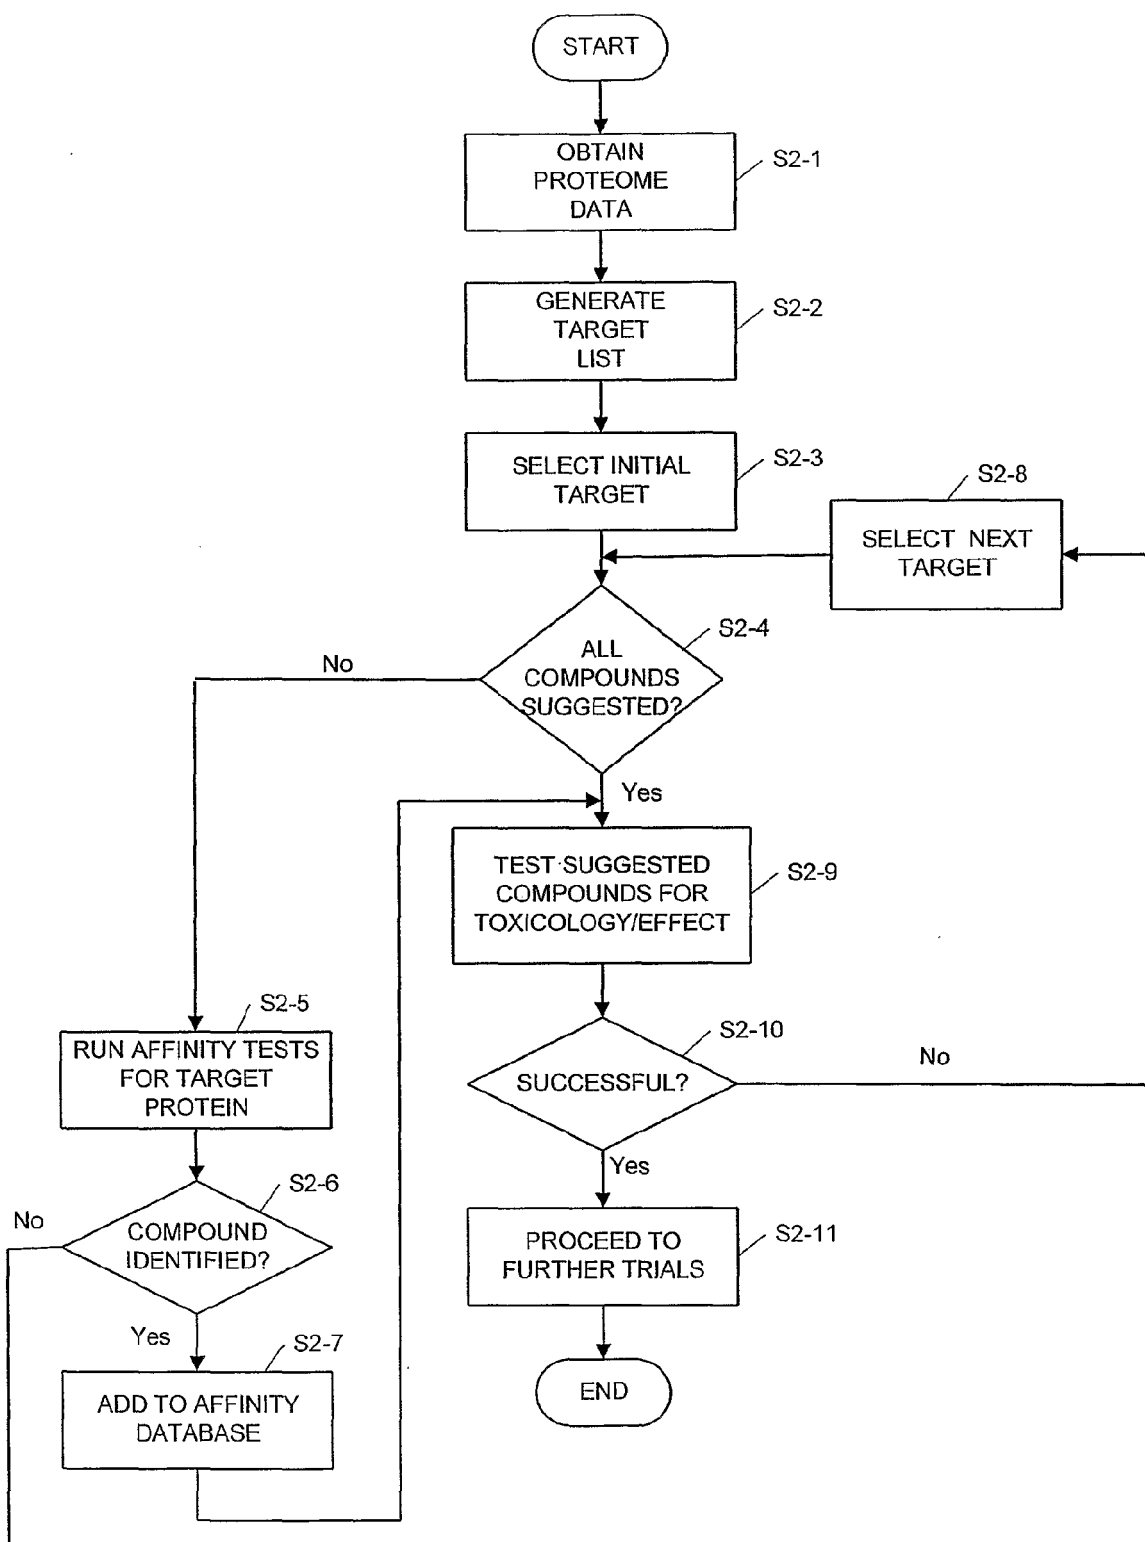 START
OBTAIN
PROTEOME
DATA
S2-1
GENERATE
TARGET
LIST
S2-2
SELECT INITIAL
TARGET
S2-3
S2-8
SELECT NEXT
TARGET
S2-4
ALL
COMPOUNDS
SUGGESTED?
No
Yes
TEST SUGGESTED
COMPOUNDS FOR
TOXICOLOGY/EFFECT
S2-9
S2-5
RUN AFFINITY TESTS
FOR TARGET
PROTEIN
S2-10
SUCCESSFUL?
No
Yes
S2-6
COMPOUND
IDENTIFIED?
No
Yes
S2-7
ADD TO AFFINITY
DATABASE
PROCEED TO
FURTHER TRIALS
S2-11
END